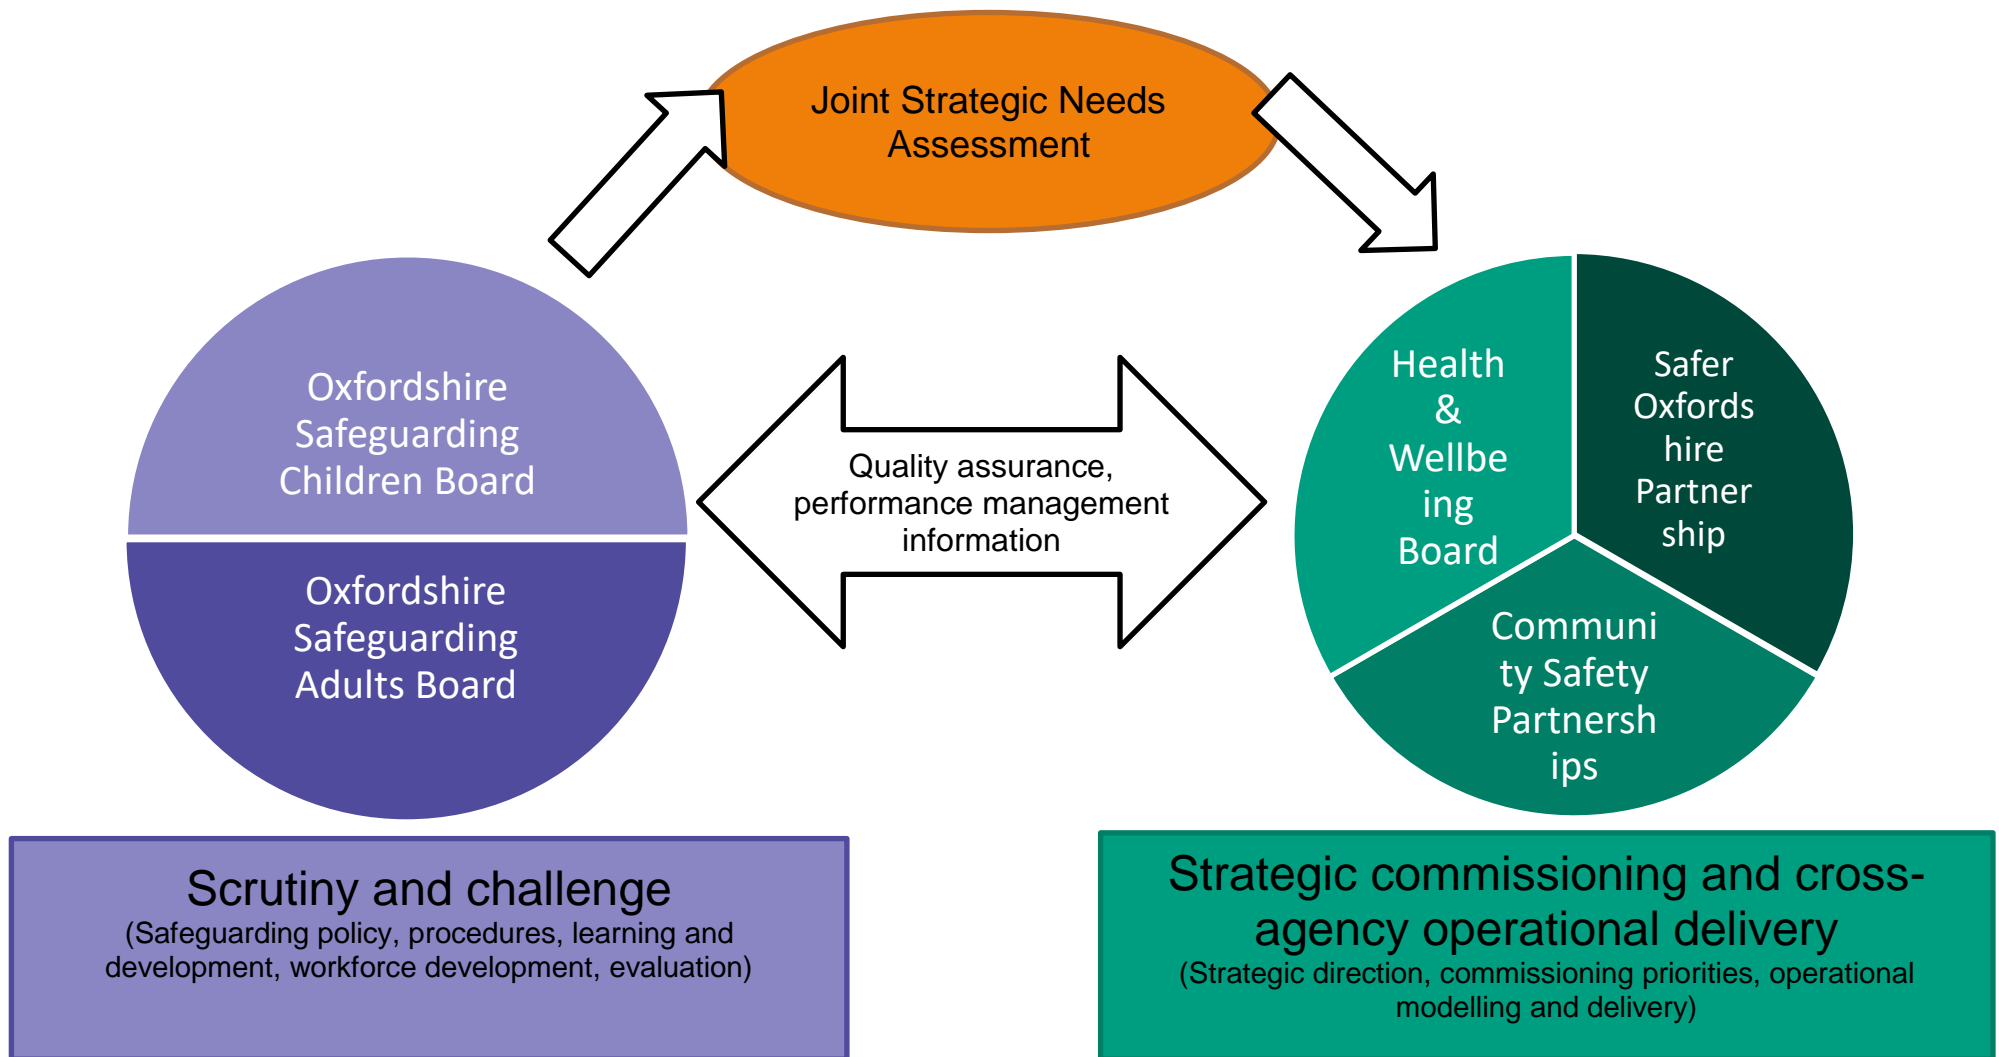 Joint Strategic Needs
Assessment
Oxfordshire
Safeguarding
Children Board
Oxfordshire
Safeguarding
Adults Board
Quality assurance,
performance management
information
Health
&
Wellbe
ing
Board
Safer
Oxfords
hire
Partner
ship
Communi
ty Safety
Partnersh
ips
Scrutiny and challenge
(Safeguarding policy, procedures, learning and
development, workforce development, evaluation)
Strategic commissioning and cross-
agency operational delivery
(Strategic direction, commissioning priorities, operational
modelling and delivery)